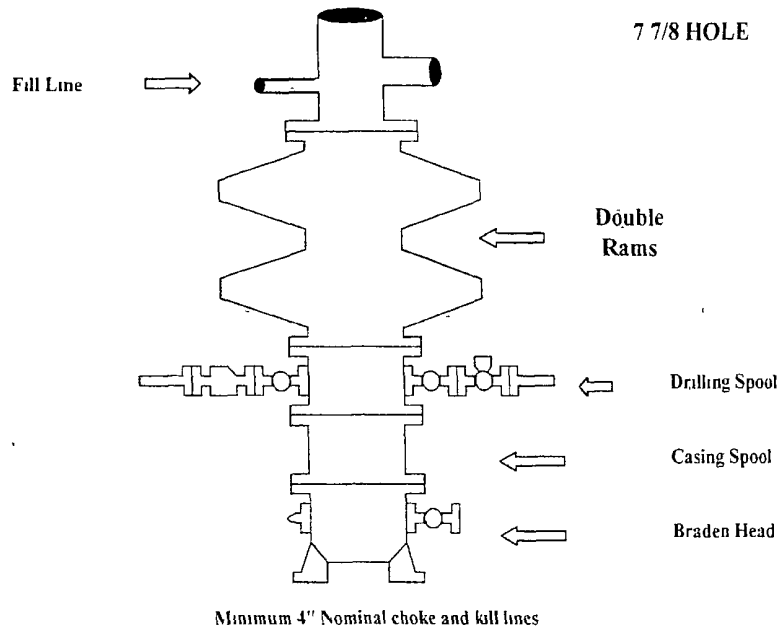 7 7/8 HOLE
Fill Line
Double
Rams
Drilling Spool
Casing Spool
Braden Head
Minimum 4" Nominal choke and kill lines